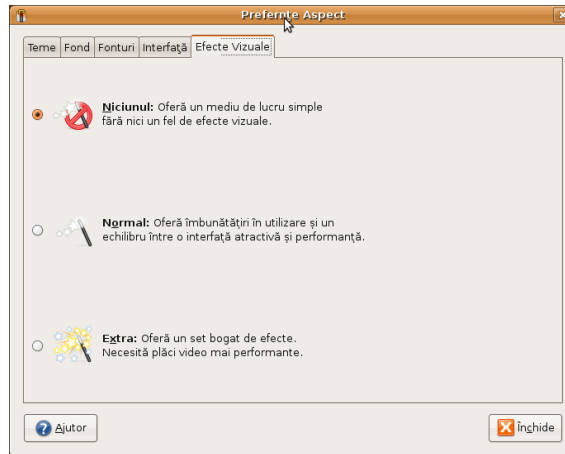 Prefernțe Aspect
Teme Fond Fonturi Interfaţă Efecte Vizuale
Niciunul: Oferă un mediu de lucru simple
fără nici un fel de efecte vizuale.
Normal: Oferă îmbunătățiri în utilizare și un
echilibru între o interfață atractivă și performanță.
Extra: Oferă un set bogat de efecte.
Necesită plăci video mai performante.
Ajutor Închide